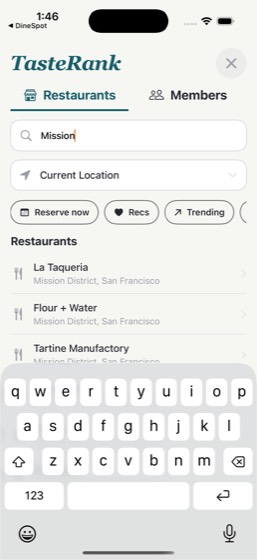 1:46
DineSpot
TasteRank
Restaurants Members
Mission
Current Location
Reserve now Recs Trending
Restaurants
La Taqueria
Mission District, San Francisco
Flour + Water
Mission District, San Francisco
Tartine Manufactory
Mission District, San Francisco
q w e r t y u i o p
a s d f g h j k l
z x c v b n m
123